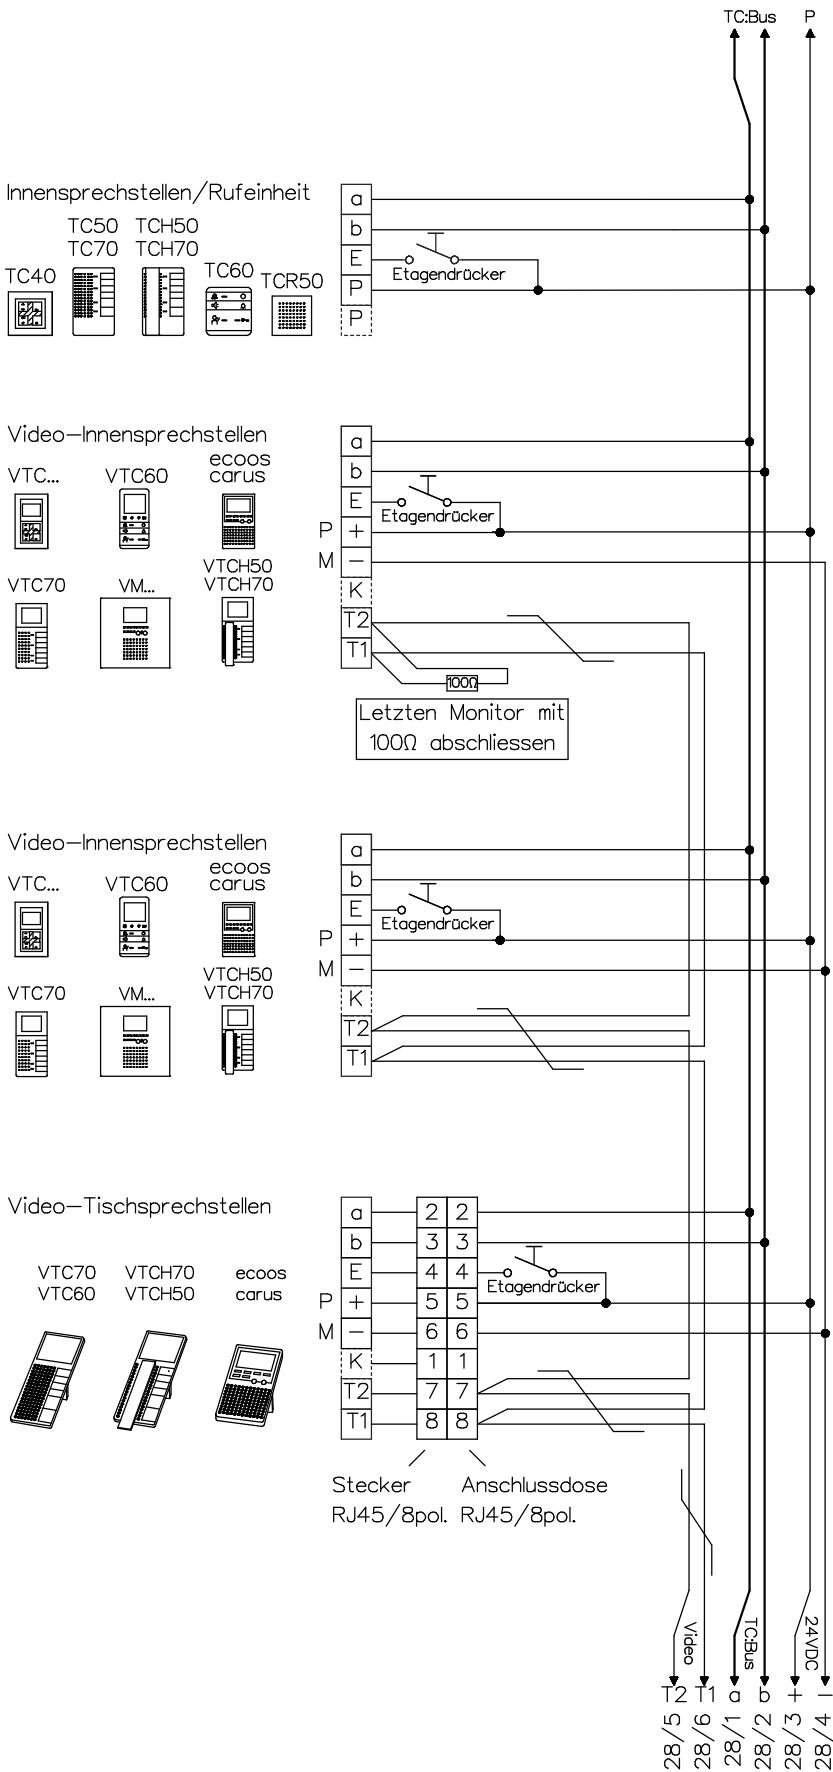 TC:Bus P
Innensprechstellen/Rufeinheit
TC50 TCH50
TC70 TCH70
TC40 TC60 TCR50
a
b
E
Etagendrücker
P
P
Video-Innensprechstellen
VTC... VTC60 ecoos
carus
VTCH50
VTC70 VM... VTCH70
a
b
E
Etagendrücker
P +
M -
K
T2
T1
100Ω
Letzten Monitor mit
100Ω abschliessen
Video-Innensprechstellen
VTC... VTC60 ecoos
carus
VTCH50
VTC70 VM... VTCH70
a
b
E
Etagendrücker
P +
M -
K
T2
T1
Video-Tischsprechstellen
VTC70 VTCH70 ecoos
VTC60 VTCH50 carus
a 2 2
b 3 3
E 4 4
Etagendrücker
P + 5 5
M - 6 6
K 1 1
T2 7 7
T1 8 8
Stecker Anschlussdose
RJ45/8pol. RJ45/8pol.
Video TC:Bus 24VDC
T2 T1 a b + -
28/5 28/6 28/1 28/2 28/3 28/4